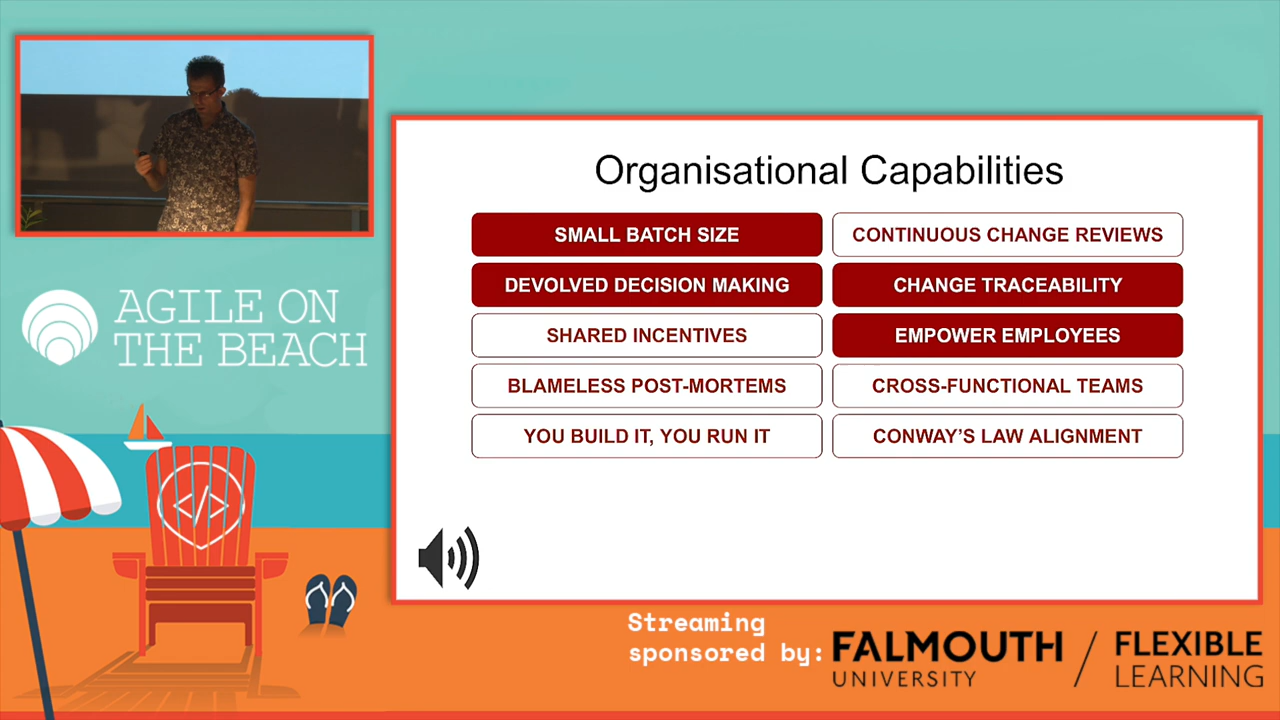 Organisational Capabilities
SMALL BATCH SIZE
CONTINUOUS CHANGE REVIEWS
DEVOLVED DECISION MAKING
CHANGE TRACEABILITY
SHARED INCENTIVES
EMPOWER EMPLOYEES
BLAMELESS POST-MORTEMS
CROSS-FUNCTIONAL TEAMS
YOU BUILD IT, YOU RUN IT
CONWAY'S LAW ALIGNMENT
AGILE ON
THE BEACH
</>
Streaming
sponsored by:
FALMOUTH
UNIVERSITY
/
FLEXIBLE
LEARNING